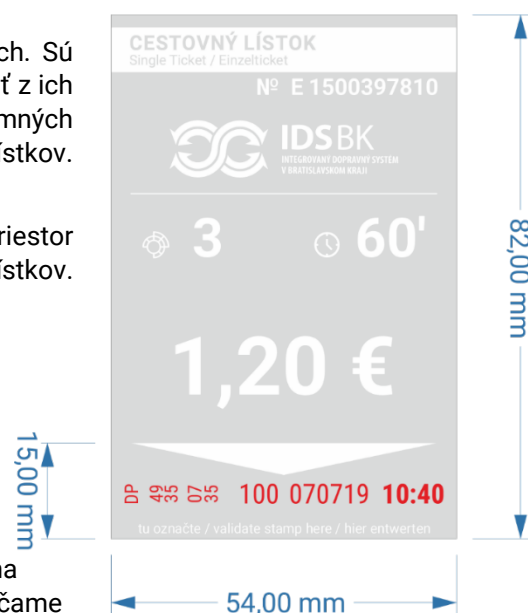 ch. Sú
ť z ich
mných
ístkov.
riestor
ístkov.
CESTOVNÝ LÍSTOK
Single Ticket / Einzelticket
Nº E 1500397810
IDSBK
INTEGROVANÝ DOPRAVNÝ SYSTÉM
V BRATISLAVSKOM KRAJI
3 60'
1,20 €
DP 49 35 07 35 100 070719 10:40
tu označte / validate stamp here / hier entwerten
82,00 mm
15,00 mm
na
čame
54,00 mm